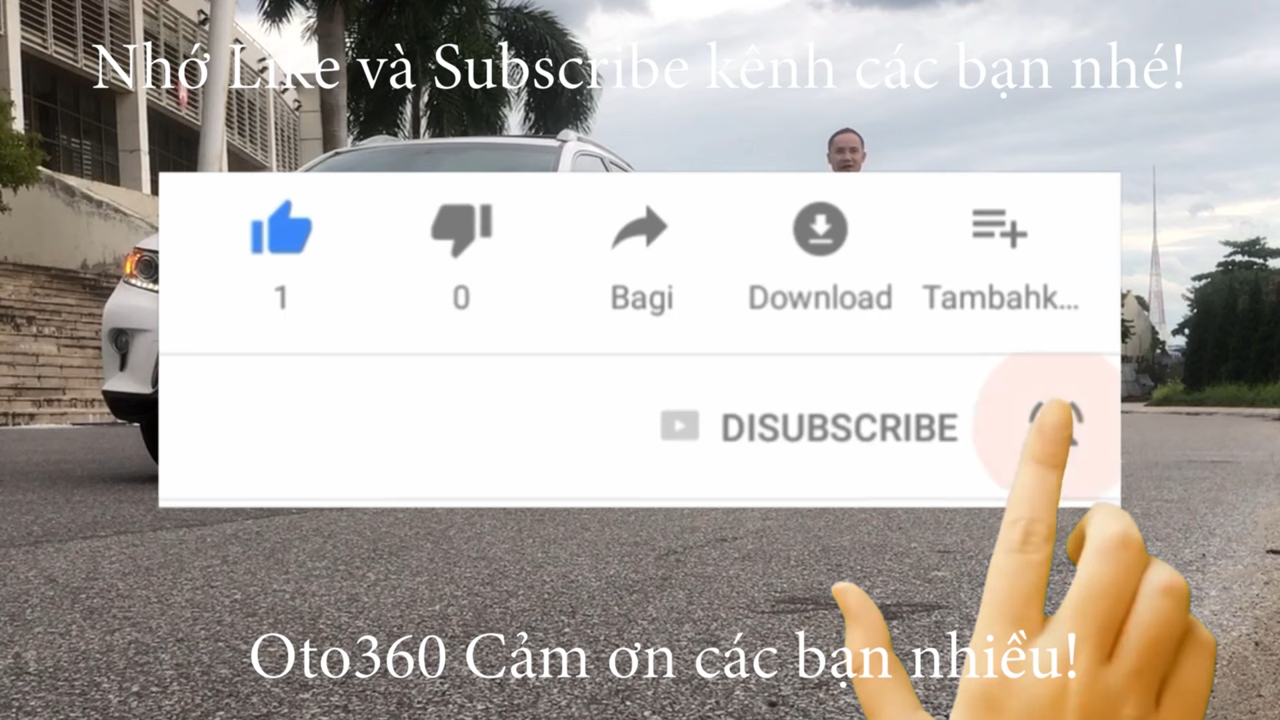 Nhớ Like và Subscribe kênh các bạn nhé!
1 0 Bagi Download Tambahk...
DISUBSCRIBE
Oto360 Cảm ơn các bạn nhiều!